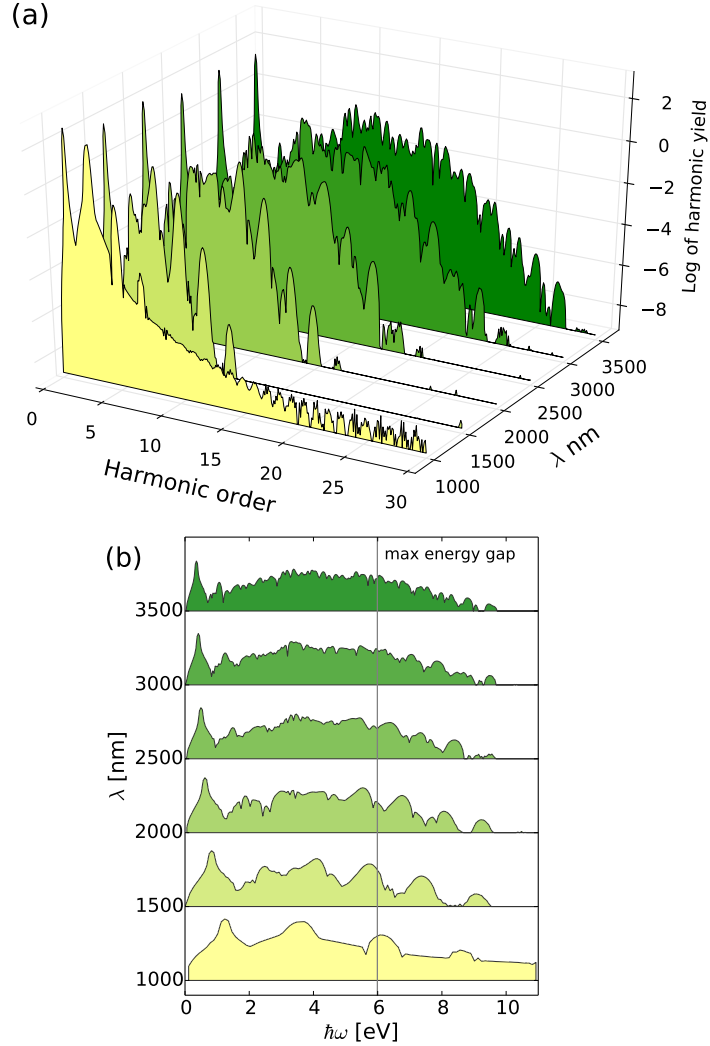 (a)
2
0
−2
−4
−6
−8
Log of harmonic yield
0
5
10
15
20
25
30
Harmonic order
1000
1500
2000
2500
3000
3500
λ nm
(b)
max energy gap
3500
3000
2500
2000
1500
1000
λ [nm]
0 2 4 6 8 10
ħω [eV]